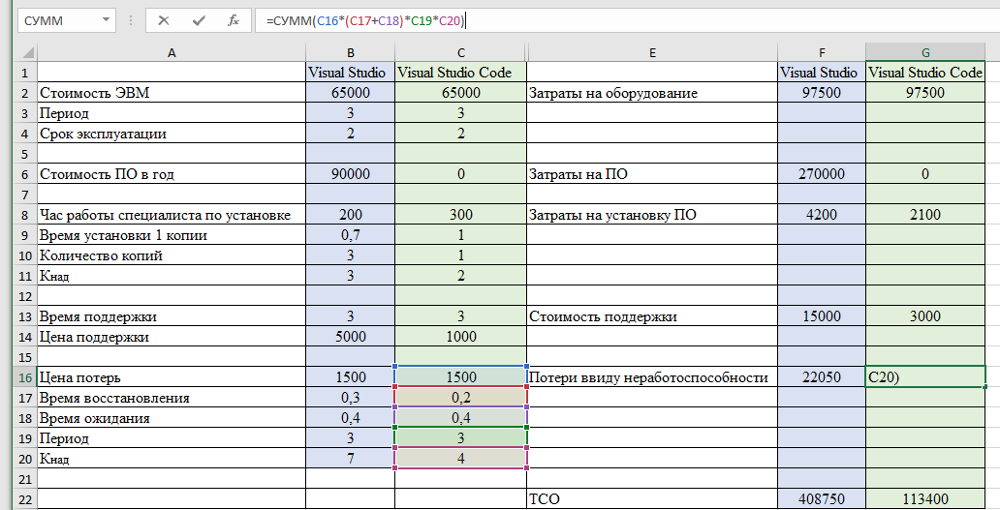 СУММ =СУММ(C16*(C17+C18)*C19*C20)
A B C E F G
1 Visual Studio Visual Studio Code Visual Studio Visual Studio Code
2 Стоимость ЭВМ 65000 65000 Затраты на оборудование 97500 97500
3 Период 3 3
4 Срок эксплуатации 2 2
5
6 Стоимость ПО в год 90000 0 Затраты на ПО 270000 0
7
8 Час работы специалиста по установке 200 300 Затраты на установку ПО 4200 2100
9 Время установки 1 копии 0,7 1
10 Количество копий 3 1
11 Кнад 3 2
12
13 Время поддержки 3 3 Стоимость поддержки 15000 3000
14 Цена поддержки 5000 1000
15
16 Цена потерь 1500 1500 Потери ввиду неработоспособности 22050 C20)
17 Время восстановления 0,3 0,2
18 Время ожидания 0,4 0,4
19 Период 3 3
20 Кнад 7 4
21
22 TCO 408750 113400